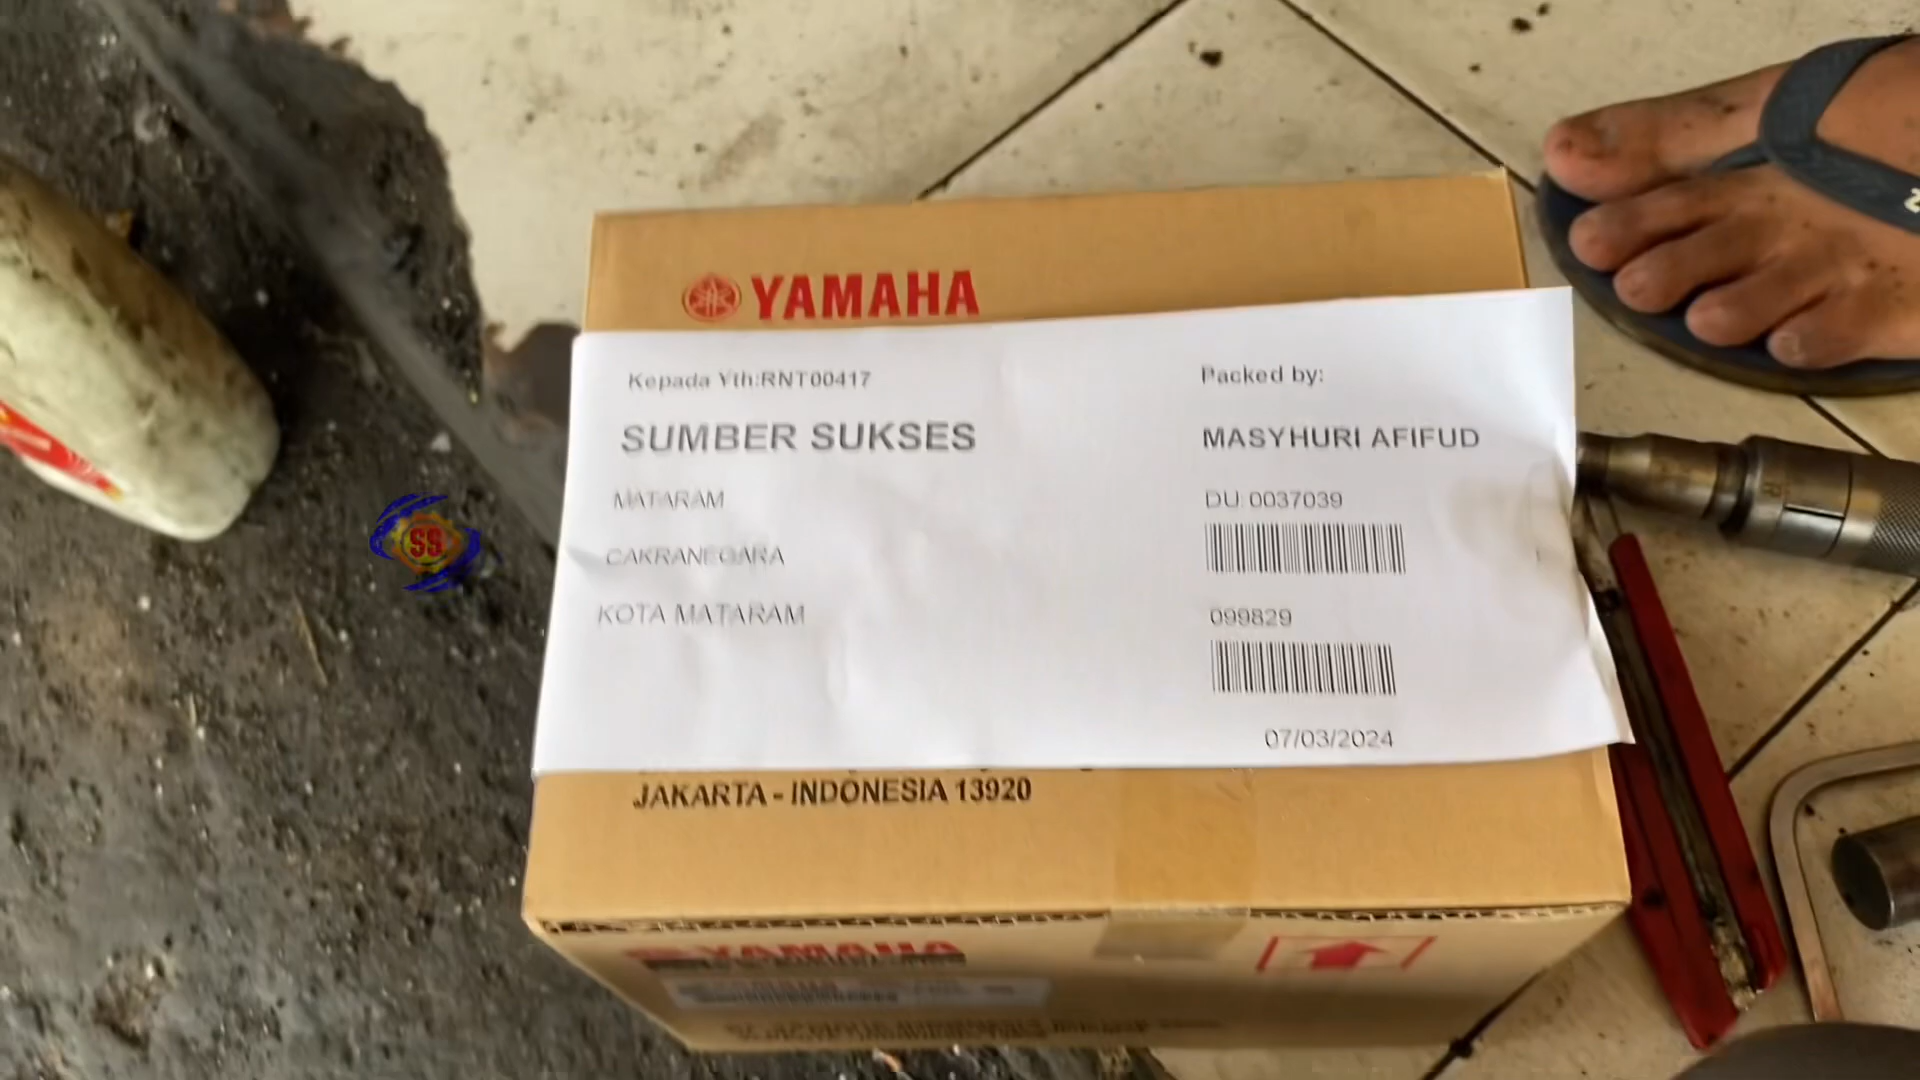 YAMAHA
Kepada Yth:RNT00417
SUMBER SUKSES
MATARAM
CAKRANEGARA
KOTA MATARAM
Packed by:
MASYHURI AFIFUD
DU 0037039
099829
07/03/2024
JAKARTA - INDONESIA 13920
YAMAHA
SS